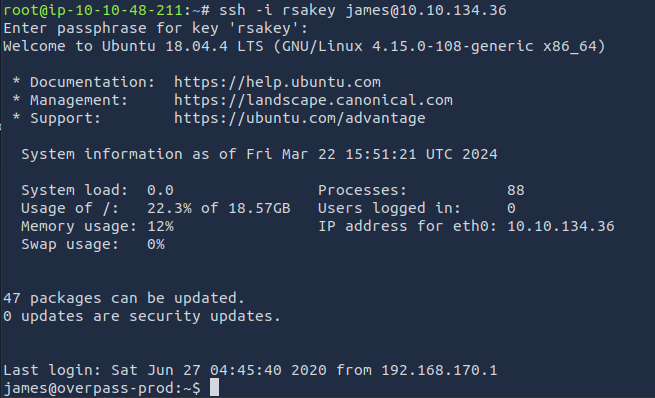 root@ip-10-10-48-211:~# ssh -i rsakey james@10.10.134.36
Enter passphrase for key 'rsakey':
Welcome to Ubuntu 18.04.4 LTS (GNU/Linux 4.15.0-108-generic x86_64)

 * Documentation:  https://help.ubuntu.com
 * Management:     https://landscape.canonical.com
 * Support:        https://ubuntu.com/advantage

  System information as of Fri Mar 22 15:51:21 UTC 2024

  System load:  0.0                Processes:           88
  Usage of /:   22.3% of 18.57GB   Users logged in:     0
  Memory usage: 12%                IP address for eth0: 10.10.134.36
  Swap usage:   0%

47 packages can be updated.
0 updates are security updates.

Last login: Sat Jun 27 04:45:40 2020 from 192.168.170.1
james@overpass-prod:~$